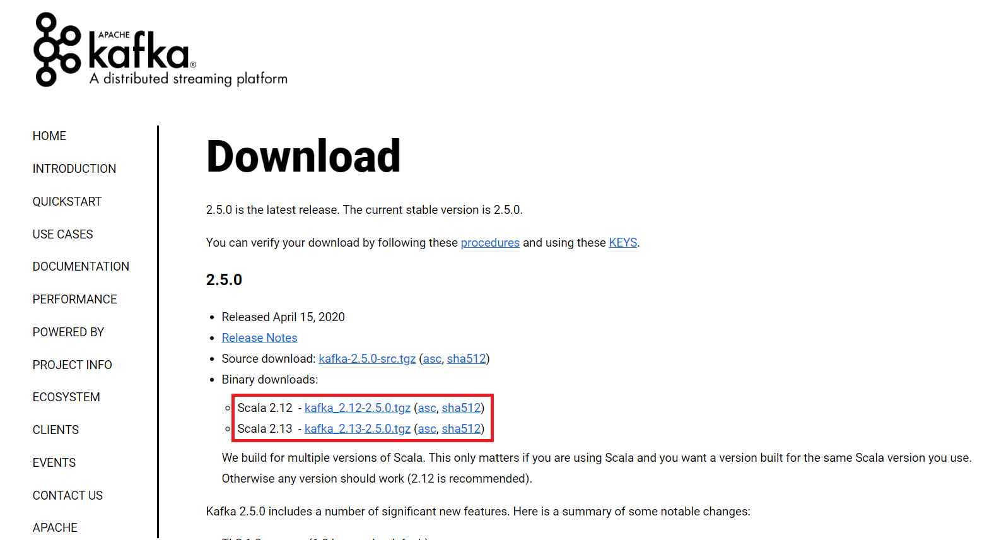 APACHE
kafka®
A distributed streaming platform
HOME
INTRODUCTION
QUICKSTART
USE CASES
DOCUMENTATION
PERFORMANCE
POWERED BY
PROJECT INFO
ECOSYSTEM
CLIENTS
EVENTS
CONTACT US
APACHE
Download
2.5.0 is the latest release. The current stable version is 2.5.0.
You can verify your download by following these procedures and using these KEYS.
2.5.0
• Released April 15, 2020
• Release Notes
• Source download: kafka-2.5.0-src.tgz (asc, sha512)
• Binary downloads:
◦ Scala 2.12 - kafka_2.12-2.5.0.tgz (asc, sha512)
◦ Scala 2.13 - kafka_2.13-2.5.0.tgz (asc, sha512)
We build for multiple versions of Scala. This only matters if you are using Scala and you want a version built for the same Scala version you use.
Otherwise any version should work (2.12 is recommended).
Kafka 2.5.0 includes a number of significant new features. Here is a summary of some notable changes: